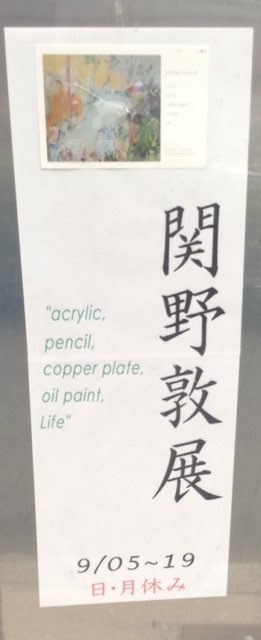 関野敦展
"acrylic,
pencil,
copper plate,
oil paint,
Life"
9/05~19
日・月休み